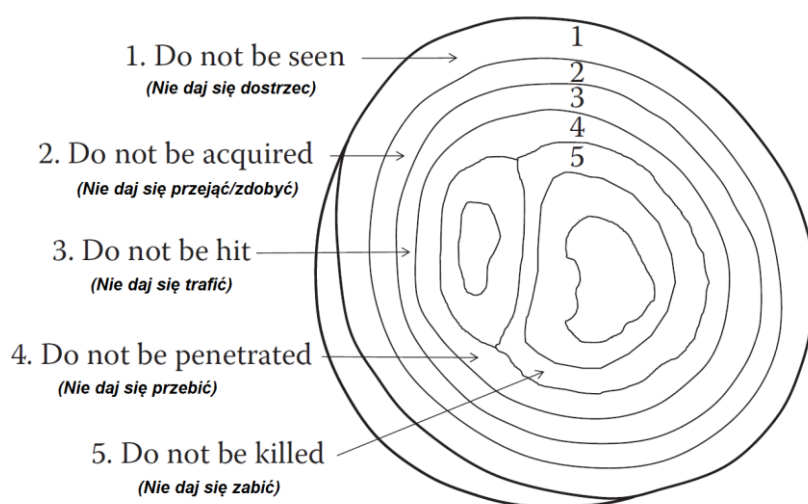 1. Do not be seen
(Nie daj się dostrzec)
2. Do not be acquired
(Nie daj się przejąć/zdobyć)
3. Do not be hit
(Nie daj się trafić)
4. Do not be penetrated
(Nie daj się przebić)
5. Do not be killed
(Nie daj się zabić)
1
2
3
4
5